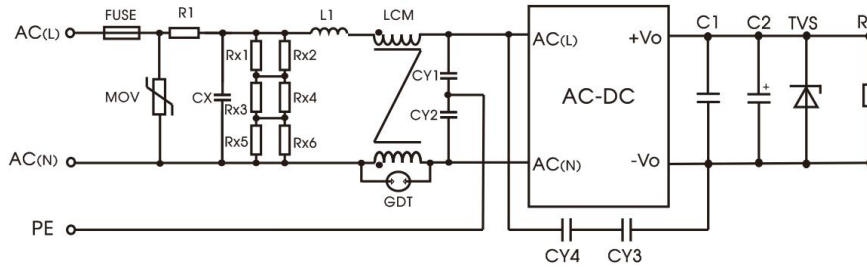 FUSE R1 L1 LCM C1 C2 TVS R
AC(L) AC(L) +Vo
Rx1 Rx2
CY1
MOV CX Rx3 Rx4 AC-DC
CY2
Rx5 Rx6
AC(N) AC(N) -Vo
GDT
PE
CY4 CY3